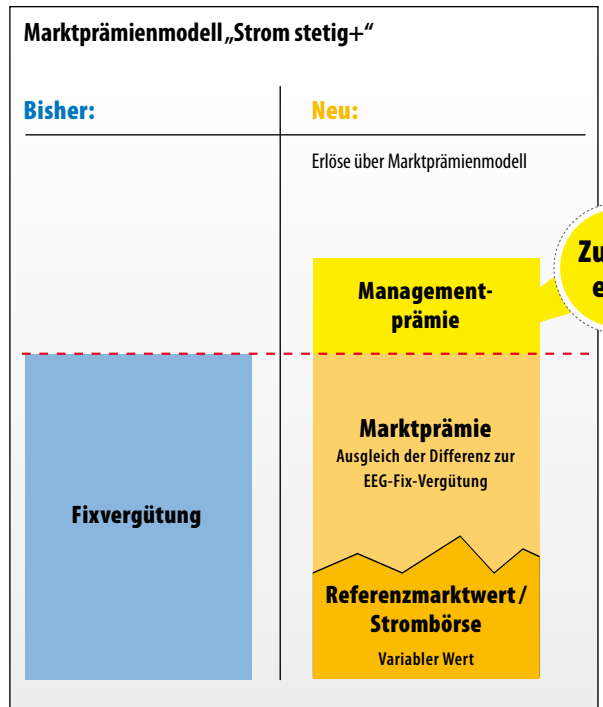 Marktprämienmodell „Strom stetig+“
Bisher:
Neu:
Erlöse über Marktprämienmodell
Management-
prämie
Marktprämie
Ausgleich der Differenz zur
EEG-Fix-Vergütung
Fixvergütung
Referenzmarktwert /
Strombörse
Variabler Wert